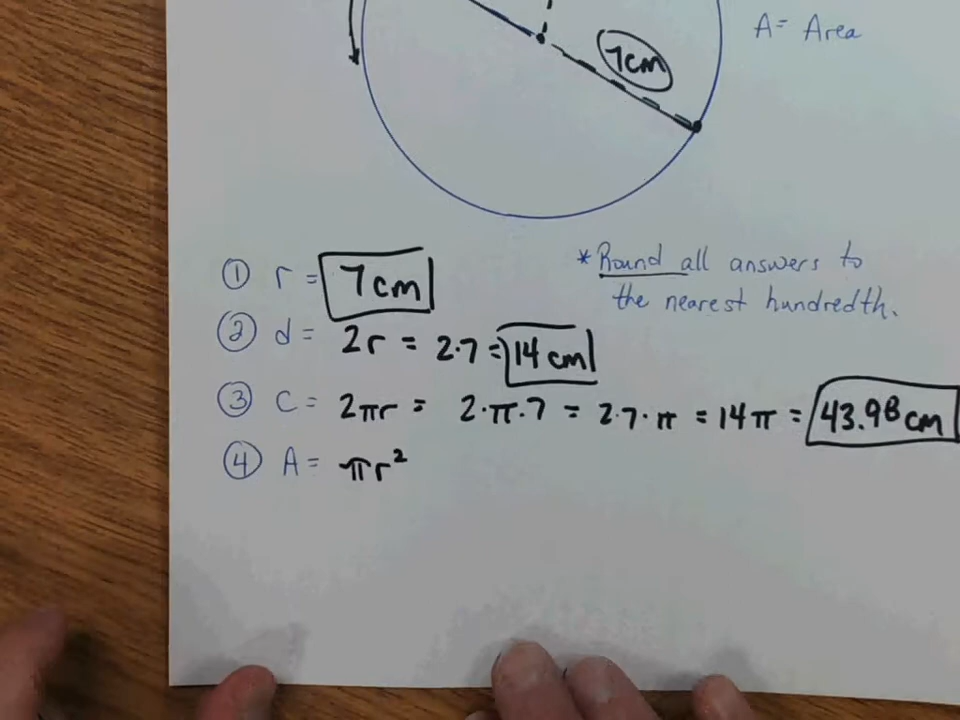 A= Area
7cm
① r = 7cm
*Round all answers to
the nearest hundredth.
② d = 2r = 2·7 = 14 cm
③ C = 2πr = 2·π·7 = 2·7·π = 14π = 43.98 cm
④ A = πr²